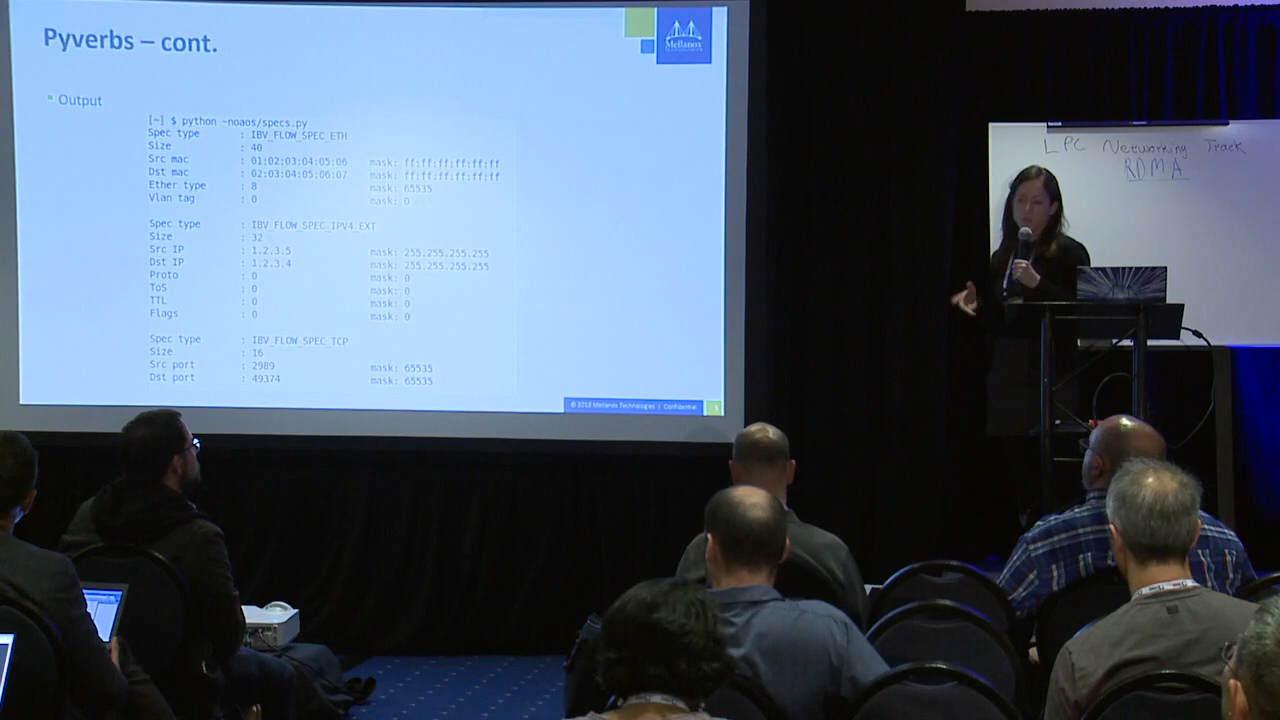 Pyverbs – cont.
Mellanox
TECHNOLOGIES
Output
[~] $ python ~noaos/specs.py
Spec type : IBV_FLOW_SPEC_ETH
Size : 40
Src mac : 01:02:03:04:05:06 mask: ff:ff:ff:ff:ff:ff
Dst mac : 02:03:04:05:06:07 mask: ff:ff:ff:ff:ff:ff
Ether type : 8 mask: 65535
Vlan tag : 0 mask: 0
Spec type : IBV_FLOW_SPEC_IPV4_EXT
Size : 32
Src IP : 1.2.3.5 mask: 255.255.255.255
Dst IP : 1.2.3.4 mask: 255.255.255.255
Proto : 0 mask: 0
ToS : 0 mask: 0
TTL : 0 mask: 0
Flags : 0 mask: 0
Spec type : IBV_FLOW_SPEC_TCP
Size : 16
Src port : 2989 mask: 65535
Dst port : 49374 mask: 65535
© 2018 Mellanox Technologies | Confidential
LPC Networking Track
RDMA